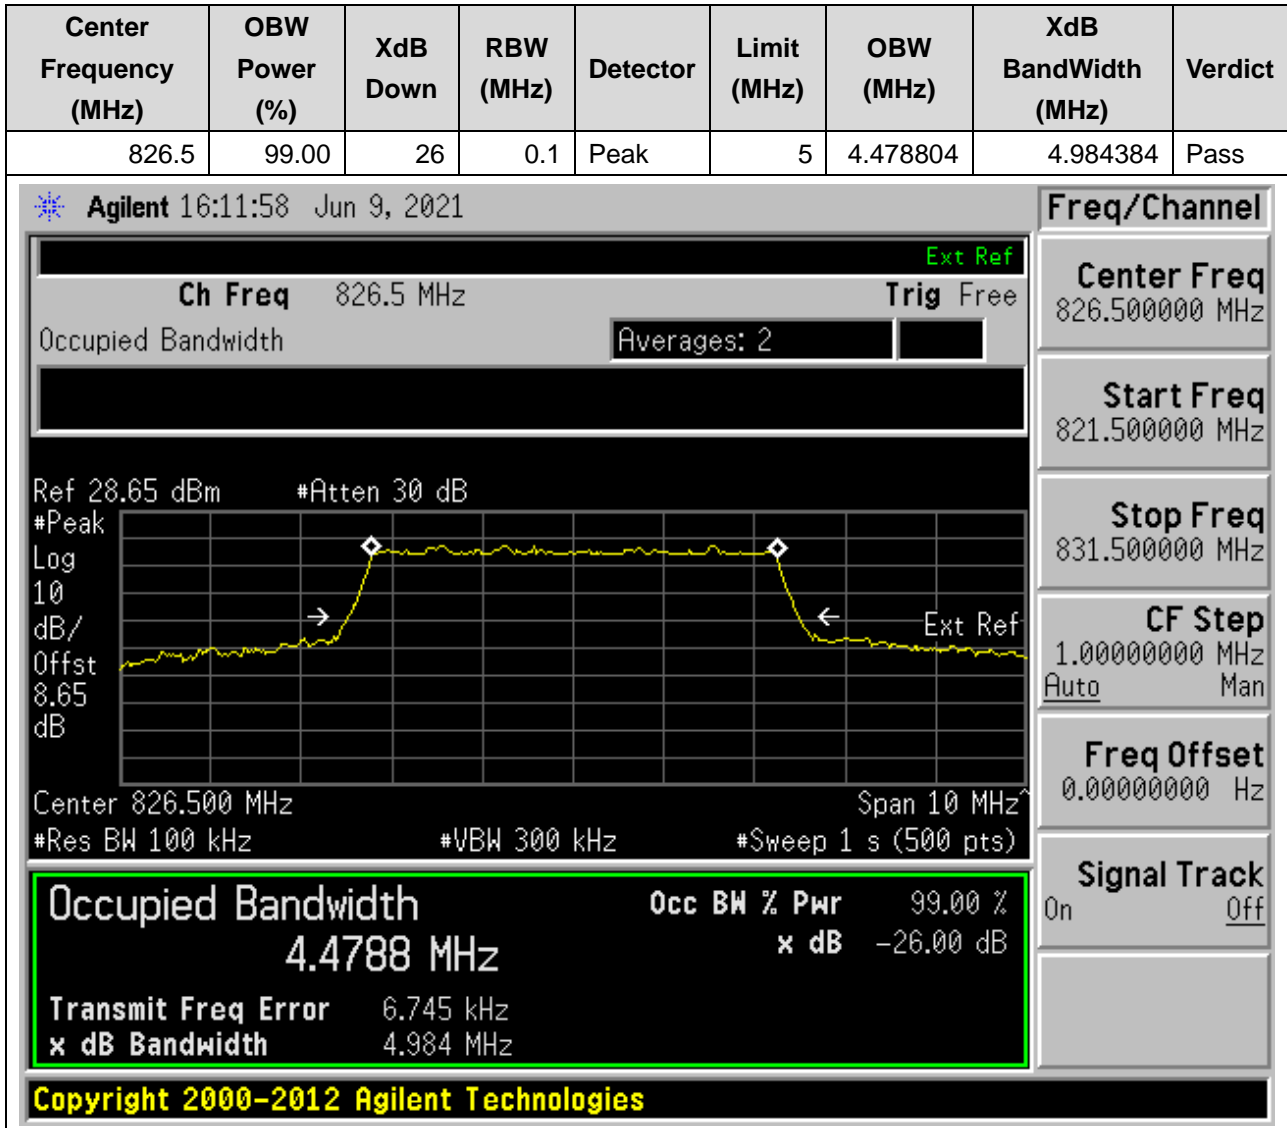 Center Frequency (MHz) OBW Power (%) XdB Down RBW (MHz) Detector Limit (MHz) OBW (MHz) XdB BandWidth (MHz) Verdict
826.5 99.00 26 0.1 Peak 5 4.478804 4.984384 Pass
Agilent 16:11:58 Jun 9, 2021
Ext Ref
Ch Freq 826.5 MHz Trig Free
Occupied Bandwidth Averages: 2
Ref 28.65 dBm #Atten 30 dB
#Peak
Log
10
dB/
Offst
8.65
dB
Ext Ref
Center 826.500 MHz Span 10 MHz^
#Res BW 100 kHz #VBW 300 kHz #Sweep 1 s (500 pts)
Occupied Bandwidth Occ BW % Pwr 99.00 %
4.4788 MHz x dB -26.00 dB
Transmit Freq Error 6.745 kHz
x dB Bandwidth 4.984 MHz
Copyright 2000-2012 Agilent Technologies
Freq/Channel
Center Freq
826.500000 MHz
Start Freq
821.500000 MHz
Stop Freq
831.500000 MHz
CF Step
1.00000000 MHz
Auto Man
Freq Offset
0.00000000 Hz
Signal Track
On Off